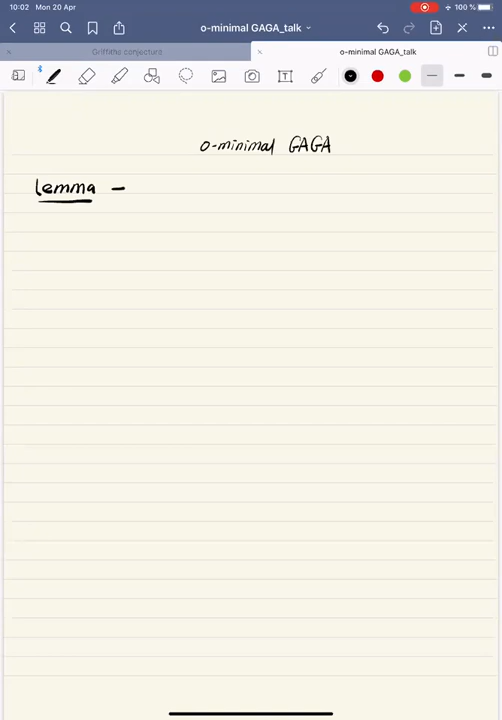 10:02 Mon 20 Apr
100 %
o-minimal GAGA_talk
Griffiths conjecture
o-minimal GAGA_talk
T
o-minimal GAGA
Lemma –